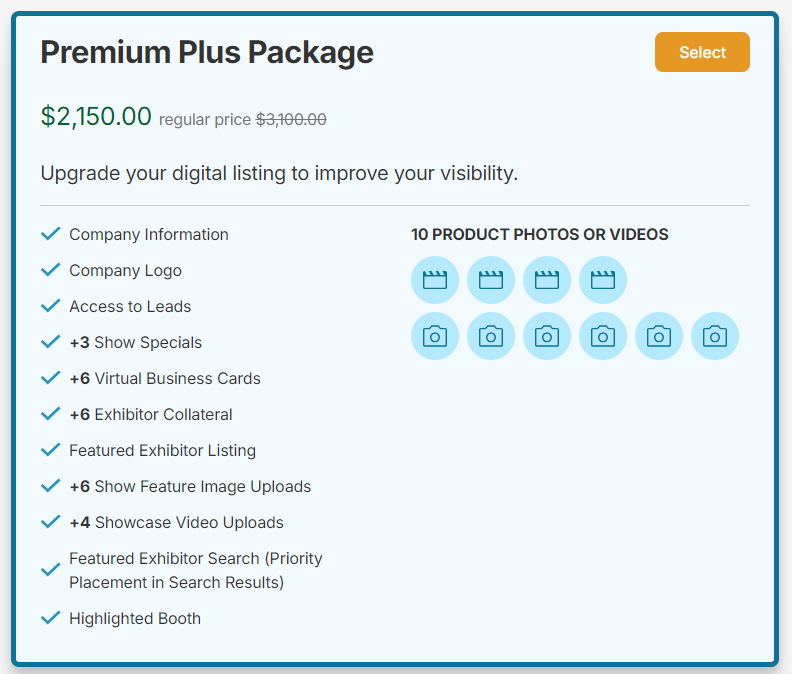 Premium Plus Package
Select
$2,150.00 regular price $3,100.00
Upgrade your digital listing to improve your visibility.
Company Information
Company Logo
Access to Leads
+3 Show Specials
+6 Virtual Business Cards
+6 Exhibitor Collateral
Featured Exhibitor Listing
+6 Show Feature Image Uploads
+4 Showcase Video Uploads
Featured Exhibitor Search (Priority
Placement in Search Results)
Highlighted Booth
10 PRODUCT PHOTOS OR VIDEOS